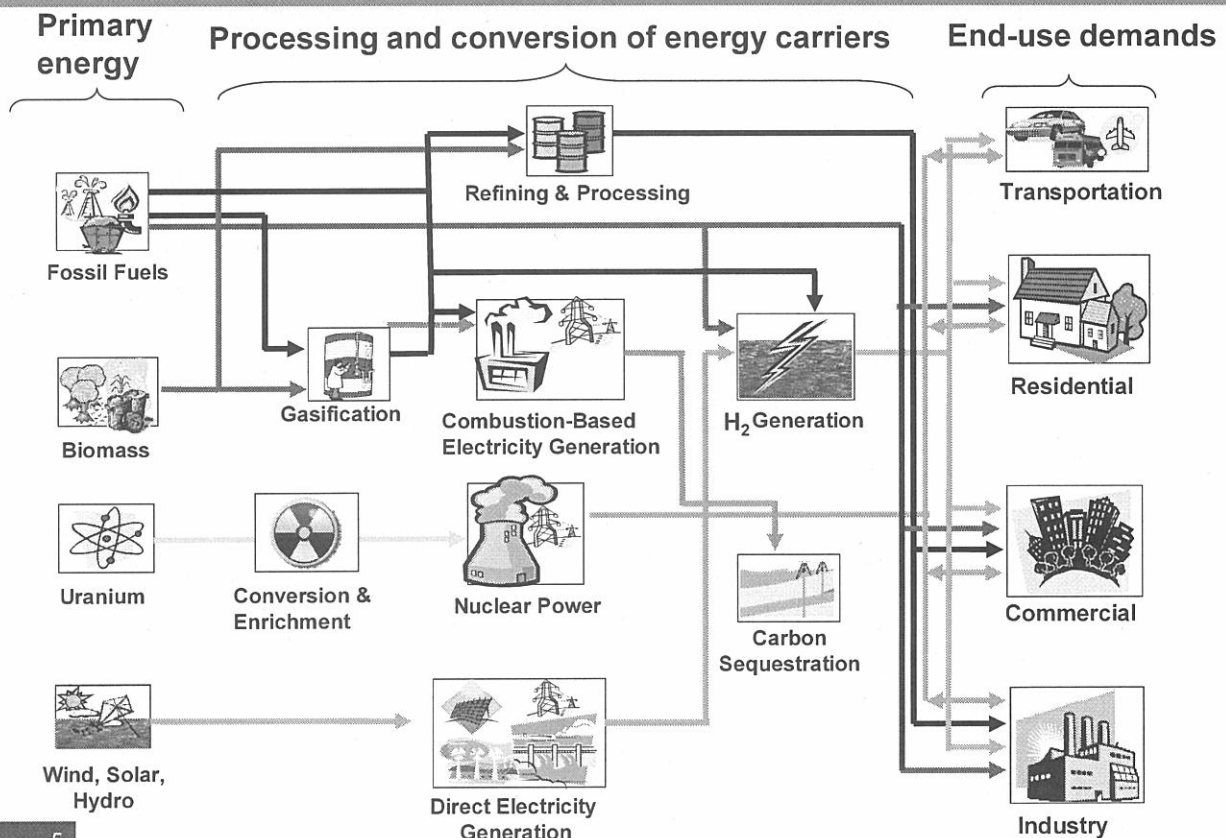 Primary
energy
Processing and conversion of energy carriers
End-use demands
Refining & Processing
Transportation
Fossil Fuels
Gasification
Combustion-Based
Electricity Generation
H2 Generation
Residential
Biomass
Uranium
Conversion &
Enrichment
Nuclear Power
Carbon
Sequestration
Commercial
Wind, Solar,
Hydro
Direct Electricity
Generation
Industry
5